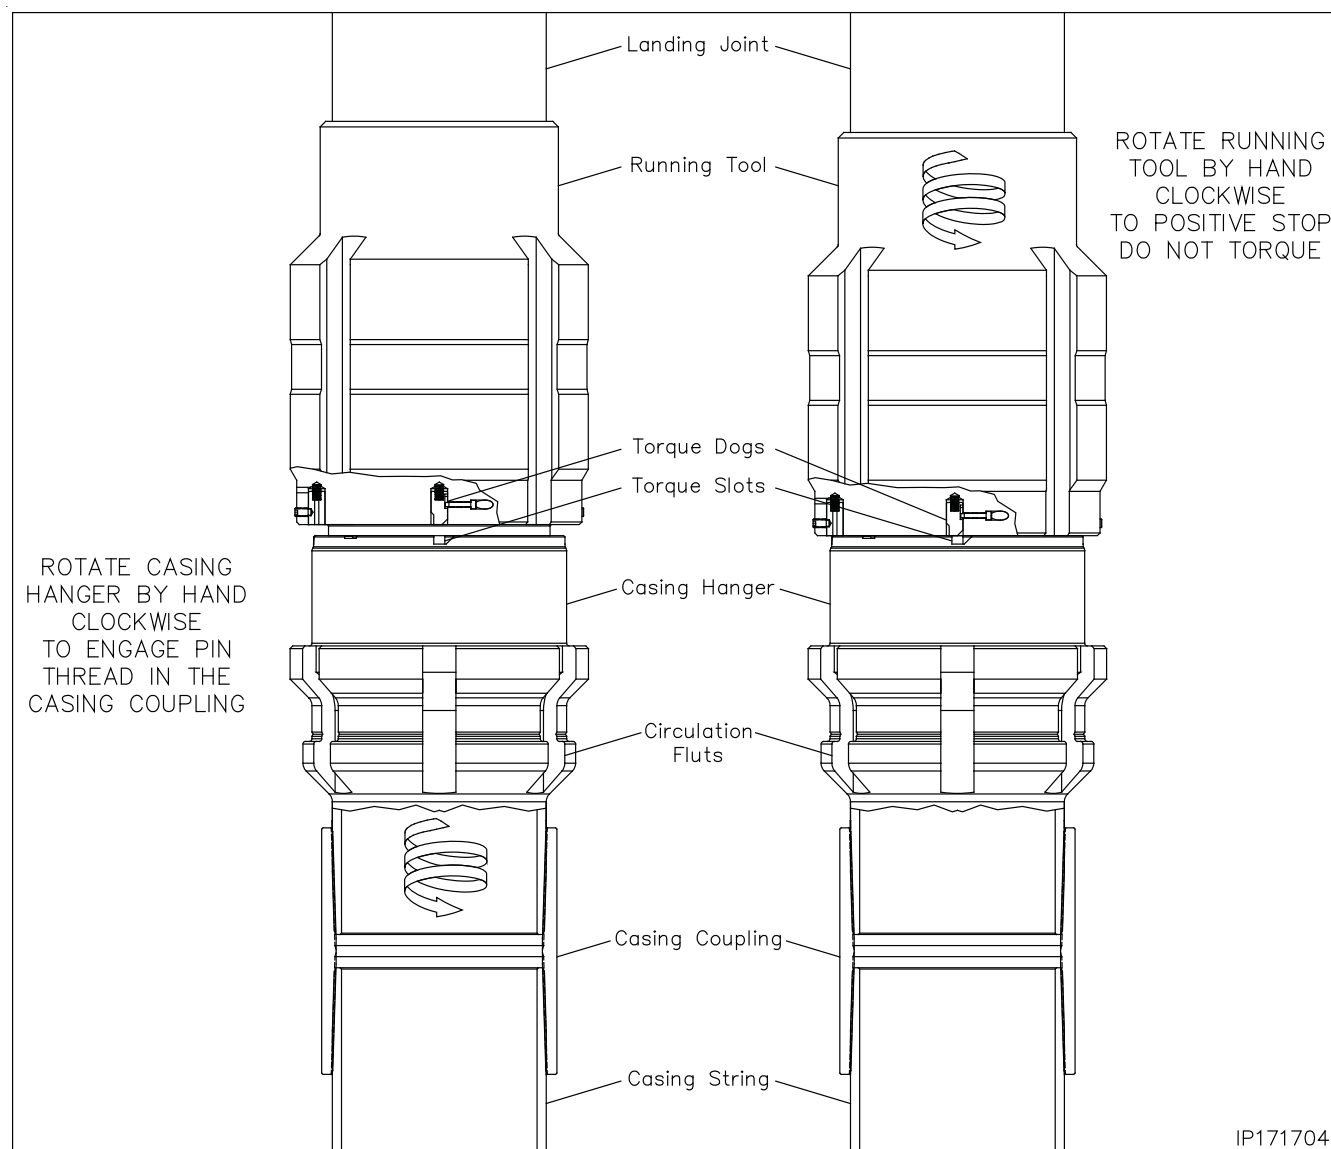 Landing Joint
Running Tool
ROTATE RUNNING
TOOL BY HAND
CLOCKWISE
TO POSITIVE STOP
DO NOT TORQUE
Torque Dogs
Torque Slots
ROTATE CASING
HANGER BY HAND
CLOCKWISE
TO ENGAGE PIN
THREAD IN THE
CASING COUPLING
Casing Hanger
Circulation
Fluts
Casing Coupling
Casing String
IP171704